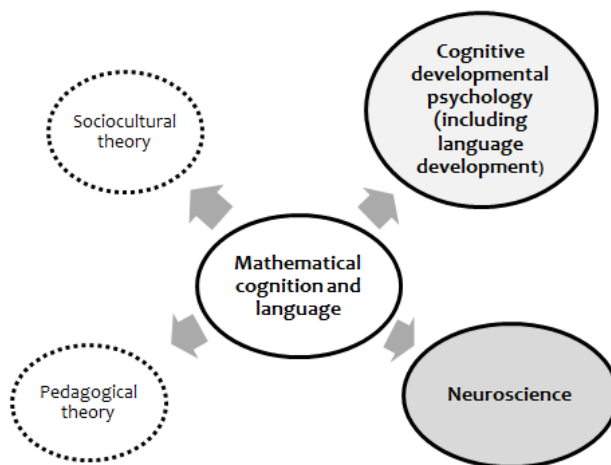 Sociocultural
theory
Cognitive
developmental
psychology
(including
language
development)
Mathematical
cognition and
language
Pedagogical
theory
Neuroscience